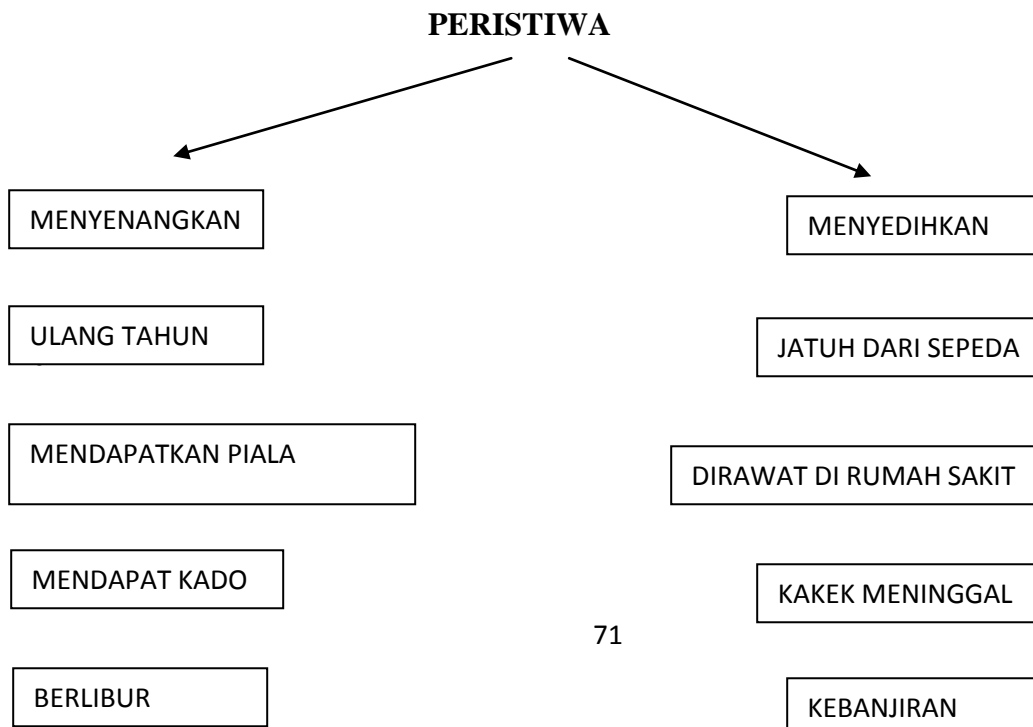 PERISTIWA
MENYENANGKAN
MENYEDIHKAN
ULANG TAHUN
JATUH DARI SEPEDA
MENDAPATKAN PIALA
DIRAWAT DI RUMAH SAKIT
MENDAPAT KADO
KAKEK MENINGGAL
71
BERLIBUR
KEBANJIRAN